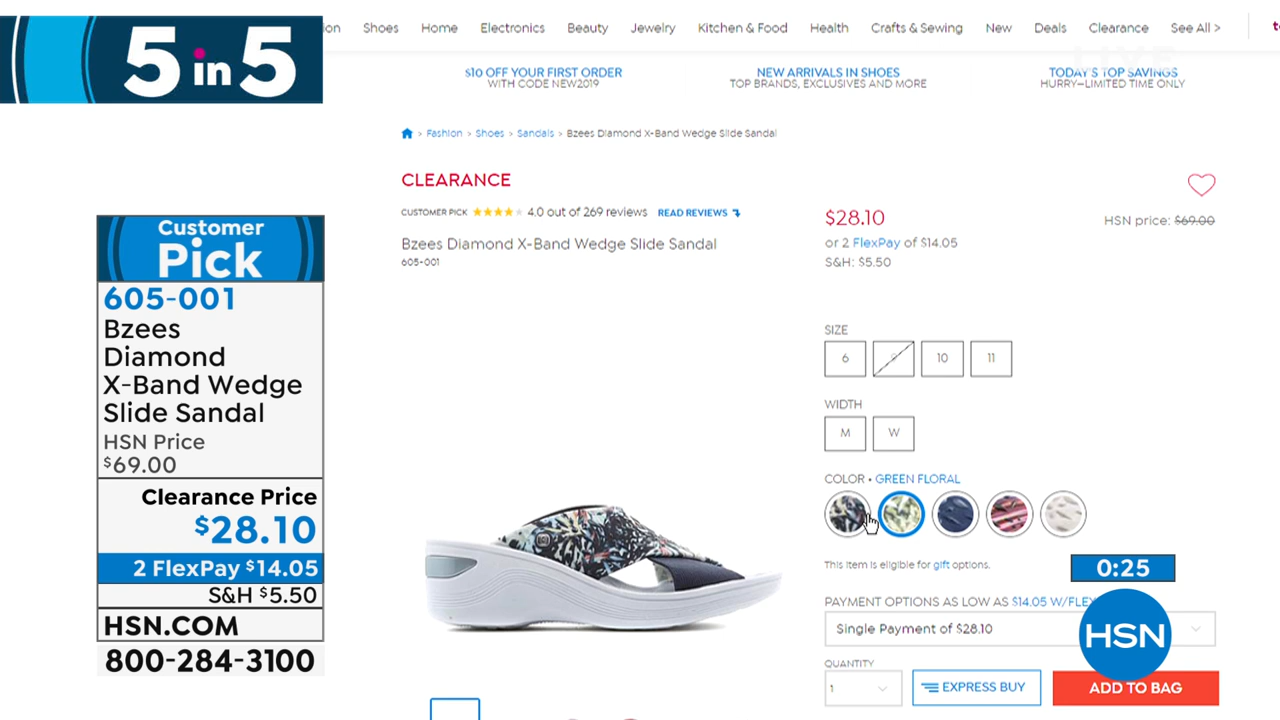 5 in 5
Shoes
Home
Electronics
Beauty
Jewelry
Kitchen & Food
Health
Crafts & Sewing
New
Deals
Clearance
See All >
LIVE
$10 OFF YOUR FIRST ORDER
WITH CODE NEW2019
NEW ARRIVALS IN SHOES
TOP BRANDS, EXCLUSIVES AND MORE
TODAY'S TOP SAVINGS
HURRY—LIMITED TIME ONLY
> Fashion > Shoes > Sandals > Bzees Diamond X-Band Wedge Slide Sandal
CLEARANCE
CUSTOMER PICK 4.0 out of 269 reviews READ REVIEWS
Bzees Diamond X-Band Wedge Slide Sandal
605-001
$28.10
HSN price: $69.00
or 2 FlexPay of $14.05
S&H: $5.50
SIZE
6
10
11
WIDTH
M
W
COLOR • GREEN FLORAL
This item is eligible for gift options.
PAYMENT OPTIONS AS LOW AS $14.05 W/FLEX
Single Payment of $28.10
QUANTITY
1
EXPRESS BUY
ADD TO BAG
Customer
Pick
605-001
Bzees
Diamond
X-Band Wedge
Slide Sandal
HSN Price
$69.00
Clearance Price
$28.10
2 FlexPay $14.05
S&H $5.50
HSN.COM
800-284-3100
0:25
HSN